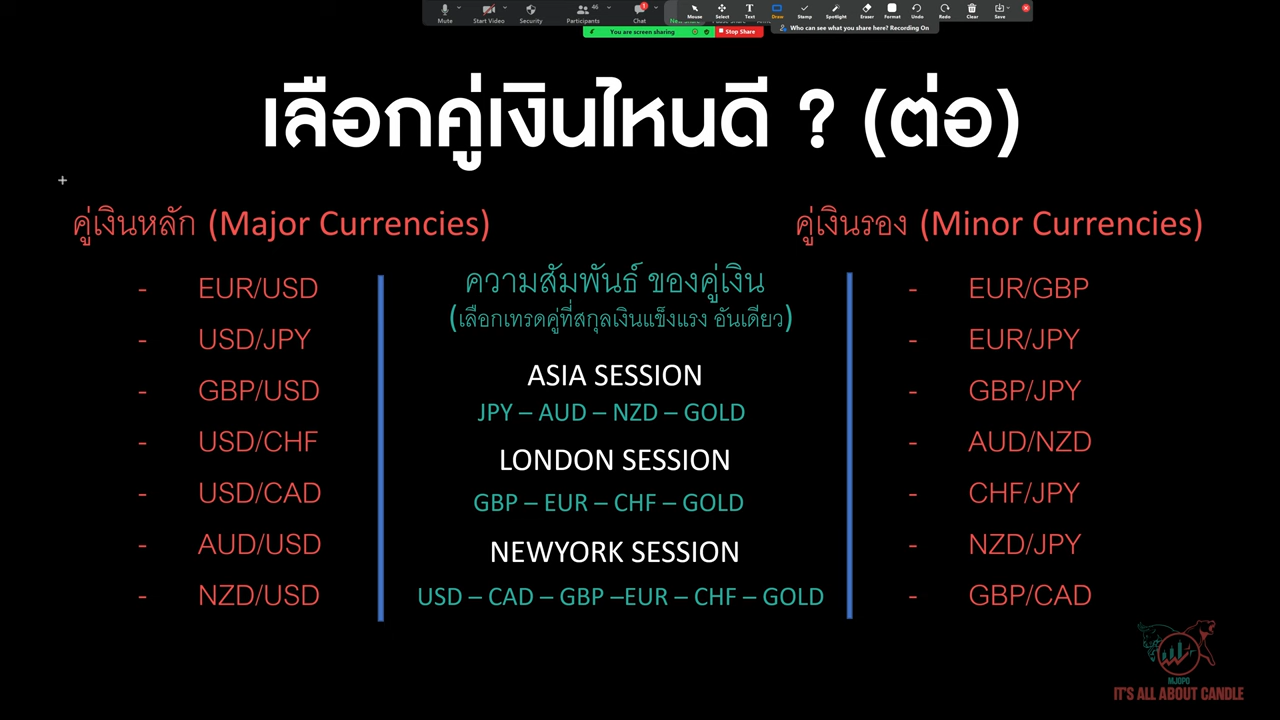 Mute
Start Video
Security
Participants
46
Chat
1
Mouse
Select
Text
Draw
Stamp
Spotlight
Eraser
Format
Undo
Redo
Clear
Save
You are screen sharing
Stop Share
Who can see what you share here? Recording On
เลือกคู่เงินไหนดี ? (ต่อ)
คู่เงินหลัก (Major Currencies)
- EUR/USD
- USD/JPY
- GBP/USD
- USD/CHF
- USD/CAD
- AUD/USD
- NZD/USD
ความสัมพันธ์ ของคู่เงิน
(เลือกเทรดคู่ที่สกุลเงินแข็งแรง อันเดียว)
ASIA SESSION
JPY – AUD – NZD – GOLD
LONDON SESSION
GBP – EUR – CHF – GOLD
NEWYORK SESSION
USD – CAD – GBP –EUR – CHF – GOLD
คู่เงินรอง (Minor Currencies)
- EUR/GBP
- EUR/JPY
- GBP/JPY
- AUD/NZD
- CHF/JPY
- NZD/JPY
- GBP/CAD
MJOPO
IT'S ALL ABOUT CANDLE